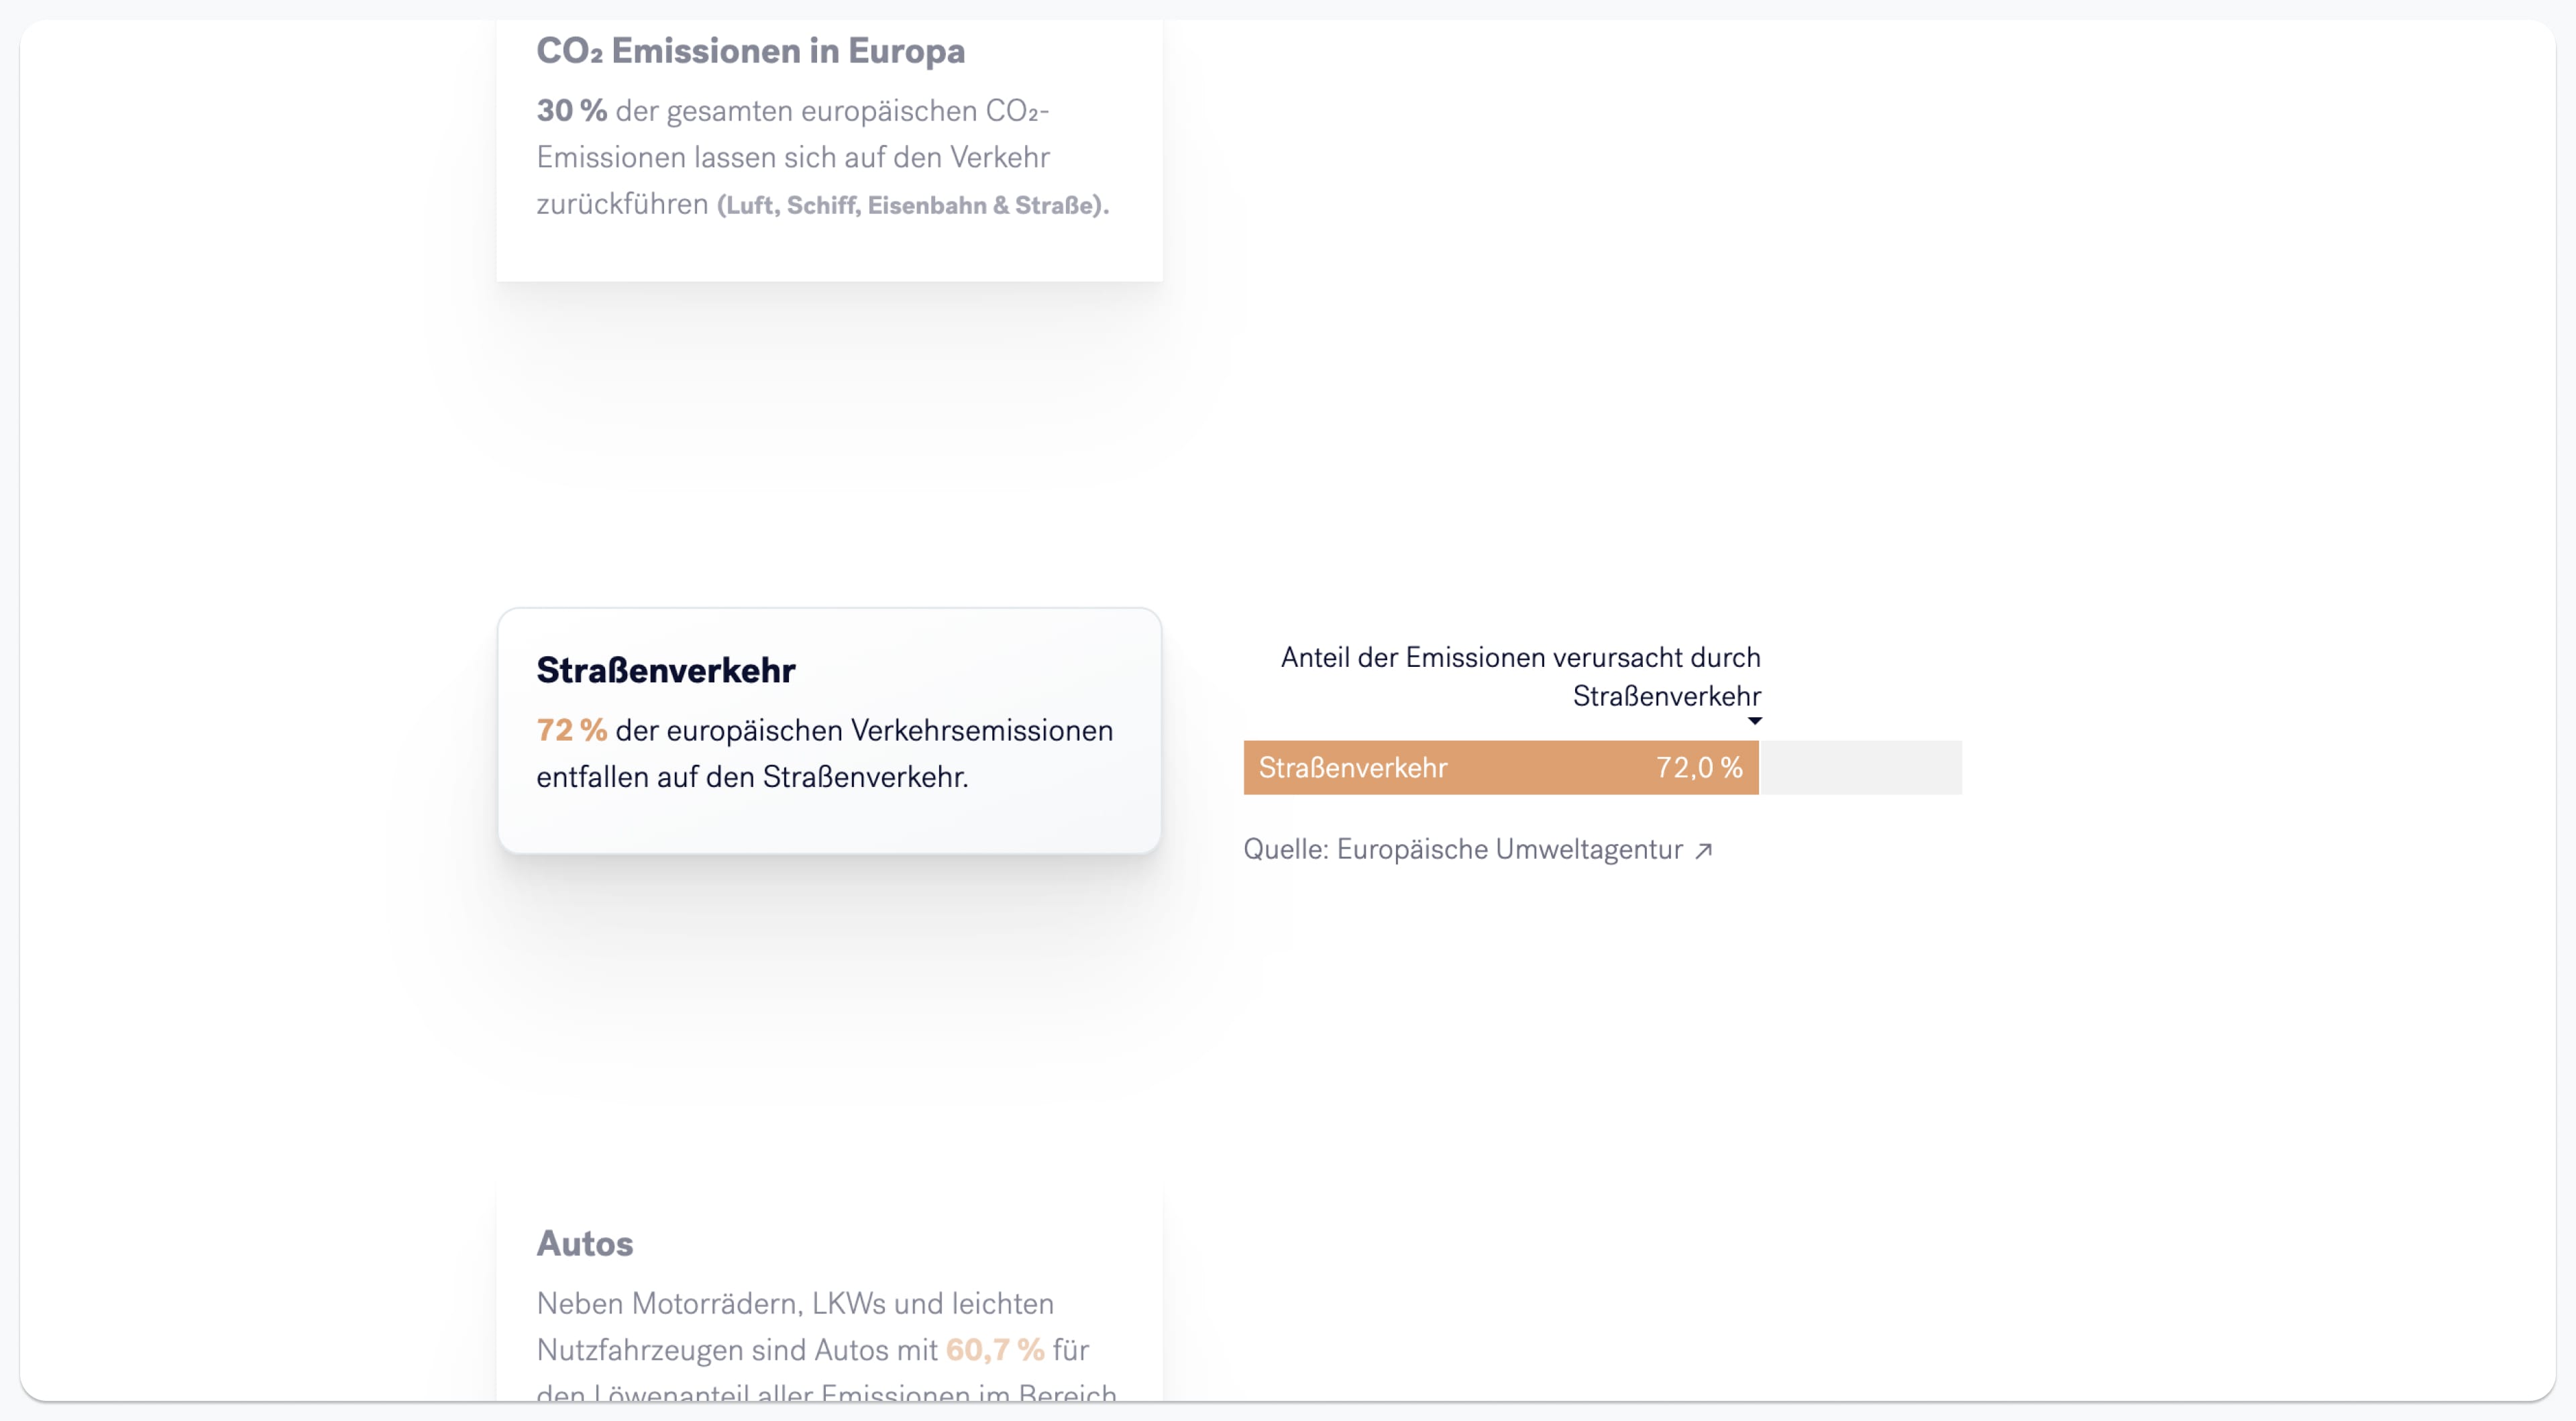 CO₂ Emissionen in Europa
30 % der gesamten europäischen CO₂-
Emissionen lassen sich auf den Verkehr
zurückführen (Luft, Schiff, Eisenbahn & Straße).
Straßenverkehr
72 % der europäischen Verkehrsemissionen
entfallen auf den Straßenverkehr.
Anteil der Emissionen verursacht durch
Straßenverkehr
Straßenverkehr 72,0 %
Quelle: Europäische Umweltagentur ↗
Autos
Neben Motorrädern, LKWs und leichten
Nutzfahrzeugen sind Autos mit 60,7 % für
den Löwenanteil aller Emissionen im Bereich